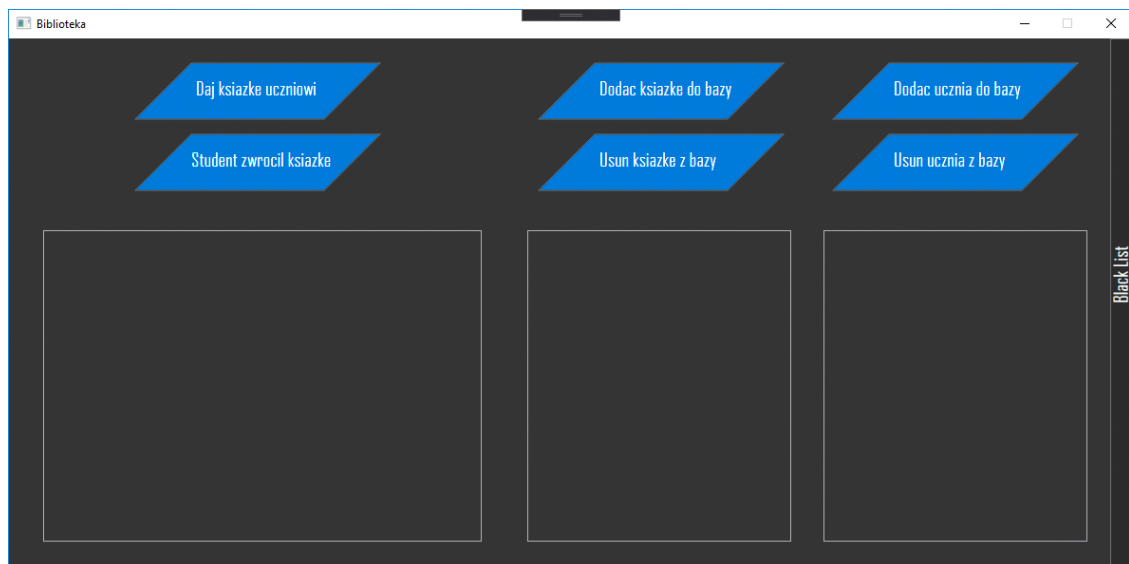 Biblioteka
Daj ksiazke uczniowi
Dodac ksiazke do bazy
Dodac ucznia do bazy
Student zwrocil ksiazke
Usun ksiazke z bazy
Usun ucznia z bazy
Black List